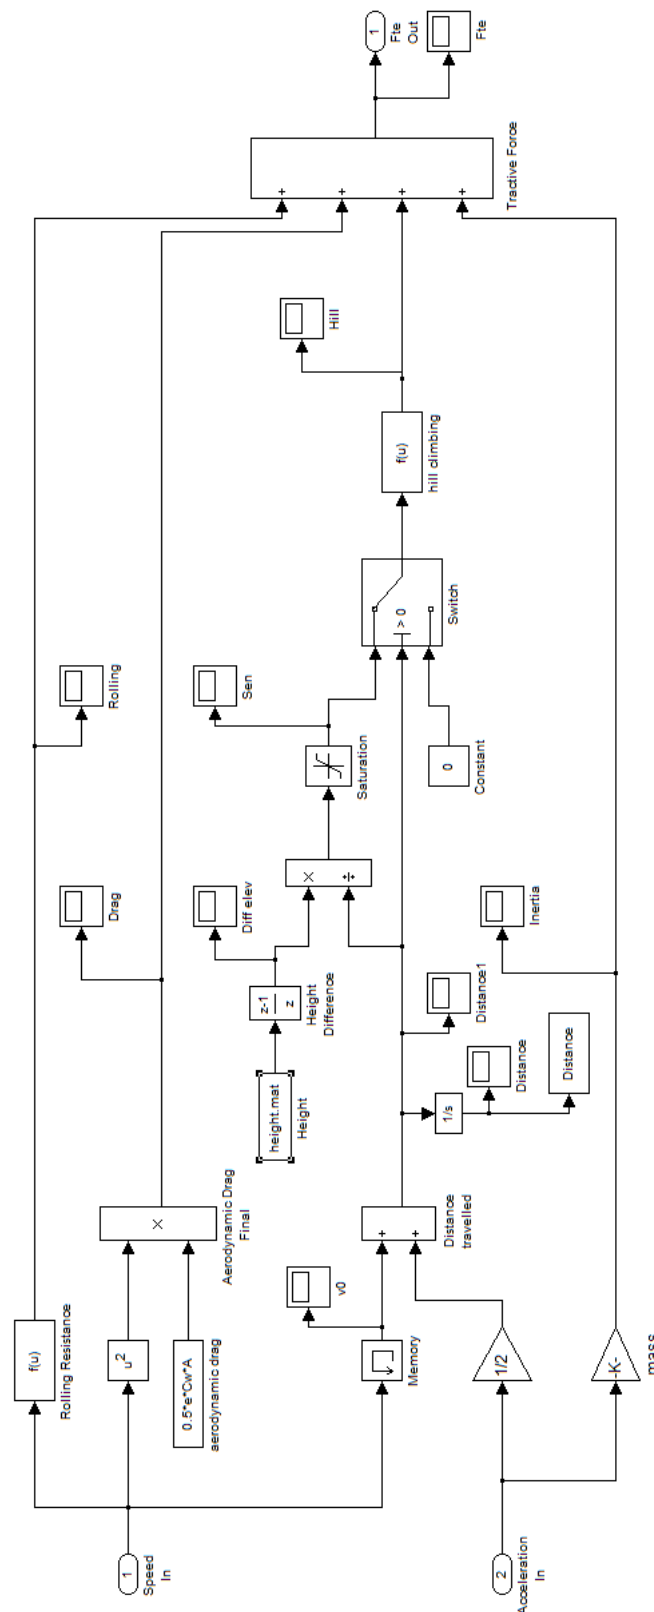 1
Speed
In
f(u)
Rolling Resistance
u²
0.5*e*Cw*A
aerodynamic drag
×
Aerodynamic Drag
Final
Drag
Rolling
height.mat
Height
z-1
z
Height
Difference
Diff elev
×
÷
Saturation
Sen
Memory
v0
+
+
Distance
travelled
1/s
Distance
Distance
Distance1
0
Constant
> 0
Switch
f(u)
hill climbing
Hill
2
Acceleration
In
1/2
-K-
mass
Inertia
+
+
+
+
Tractive Force
1
Fte
Out
Fte